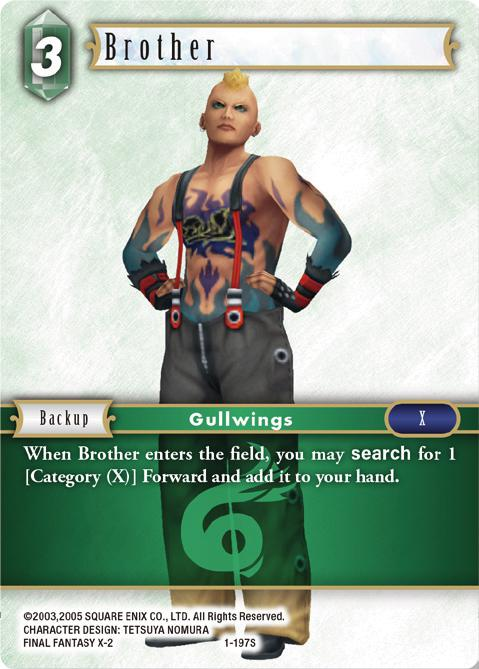 3
Brother
Backup
Gullwings
X
When Brother enters the field, you may search for 1
[Category (X)] Forward and add it to your hand.
©2003,2005 SQUARE ENIX CO., LTD. All Rights Reserved.
CHARACTER DESIGN: TETSUYA NOMURA
FINAL FANTASY X-2
1-197S